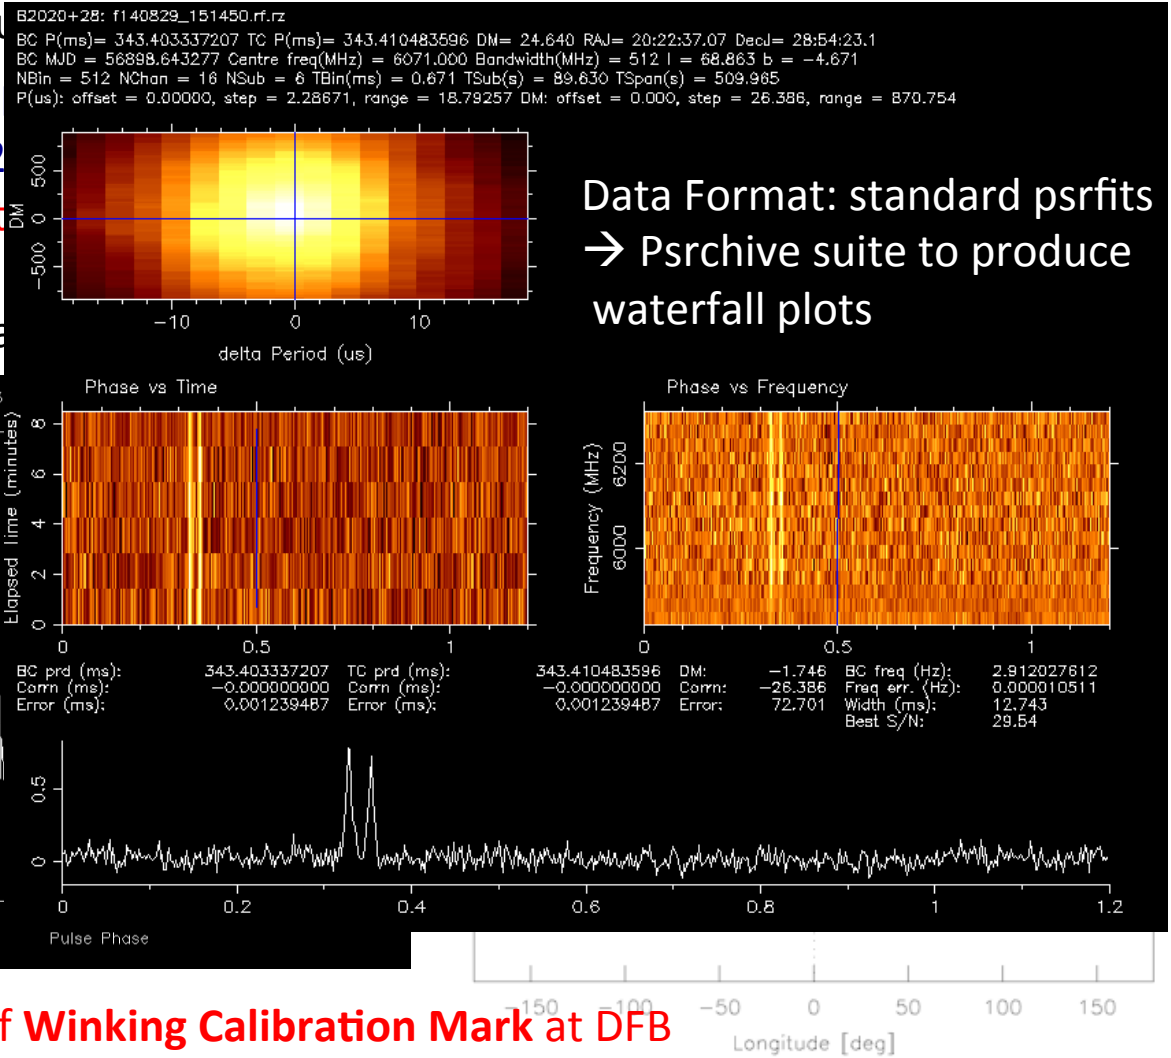 B2020+28: f140829_151450.rf.rz
BC P(ms)= 343.403337207 TC P(ms)= 343.410483596 DM= 24.640 RAJ= 20:22:37.07 DecJ= 28:54:23.1
BC MJD = 56898.643277 Centre freq(MHz) = 6071.000 Bandwidth(MHz) = 512 l = 68.863 b = −4.671
NBin = 512 NChan = 16 NSub = 6 TBin(ms) = 0.671 TSub(s) = 89.630 TSpan(s) = 509.965
P(us): offset = 0.00000, step = 2.28671, range = 18.79257 DM: offset = 0.000, step = 26.386, range = 870.754
DM
500
0
−500
−10 0 10
delta Period (us)
Data Format: standard psrfits
→ Psrchive suite to produce
waterfall plots
Phase vs Time
Elapsed time (minutes)
8
6
4
2
0
0 0.5 1
Phase vs Frequency
Frequency (MHz)
6200
6000
0 0.5 1
BC prd (ms): 343.403337207 TC prd (ms): 343.410483596 DM: −1.746 BC freq (Hz): 2.912027612
Corrn (ms): −0.000000000 Corrn (ms): −0.000000000 Corrn: −26.386 Freq err. (Hz): 0.000010511
Error (ms): 0.001239487 Error (ms): 0.001239487 Error: 72.701 Width (ms): 12.743
Best S/N: 29.54
0.5
0
0 0.2 0.4 0.6 0.8 1 1.2
Pulse Phase
−150 −100 −50 0 50 100 150
Longitude [deg]
f Winking Calibration Mark at DFB